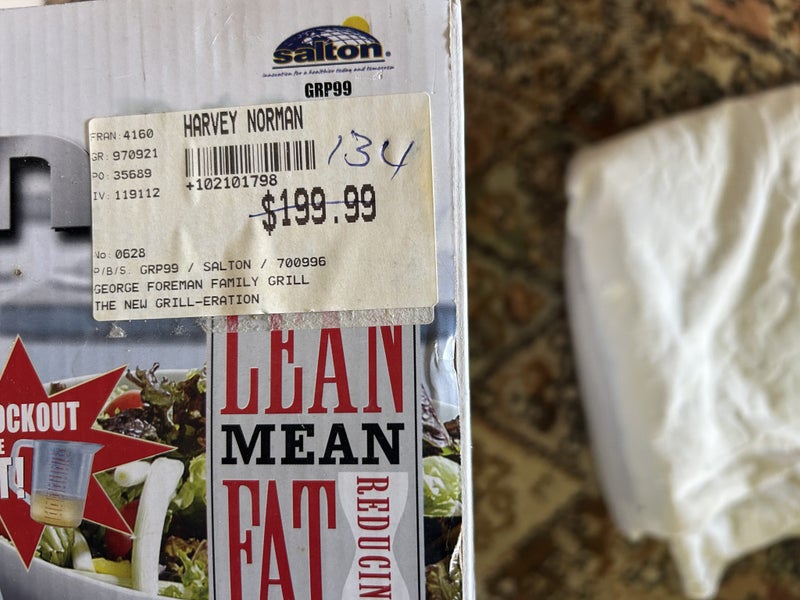 salton®
innovation for a healthier today and tomorrow
GRP99
FRAN: 4160
HARVEY NORMAN
GR: 970921
134
PO: 35689
+102101798
IV: 119112
$199.99
No: 0628
P/B/S: GRP99 / SALTON / 700996
GEORGE FOREMAN FAMILY GRILL
THE NEW GRILL-ERATION
LEAN
MEAN
FAT
REDUCIN
OCKOUT
E
T!
n